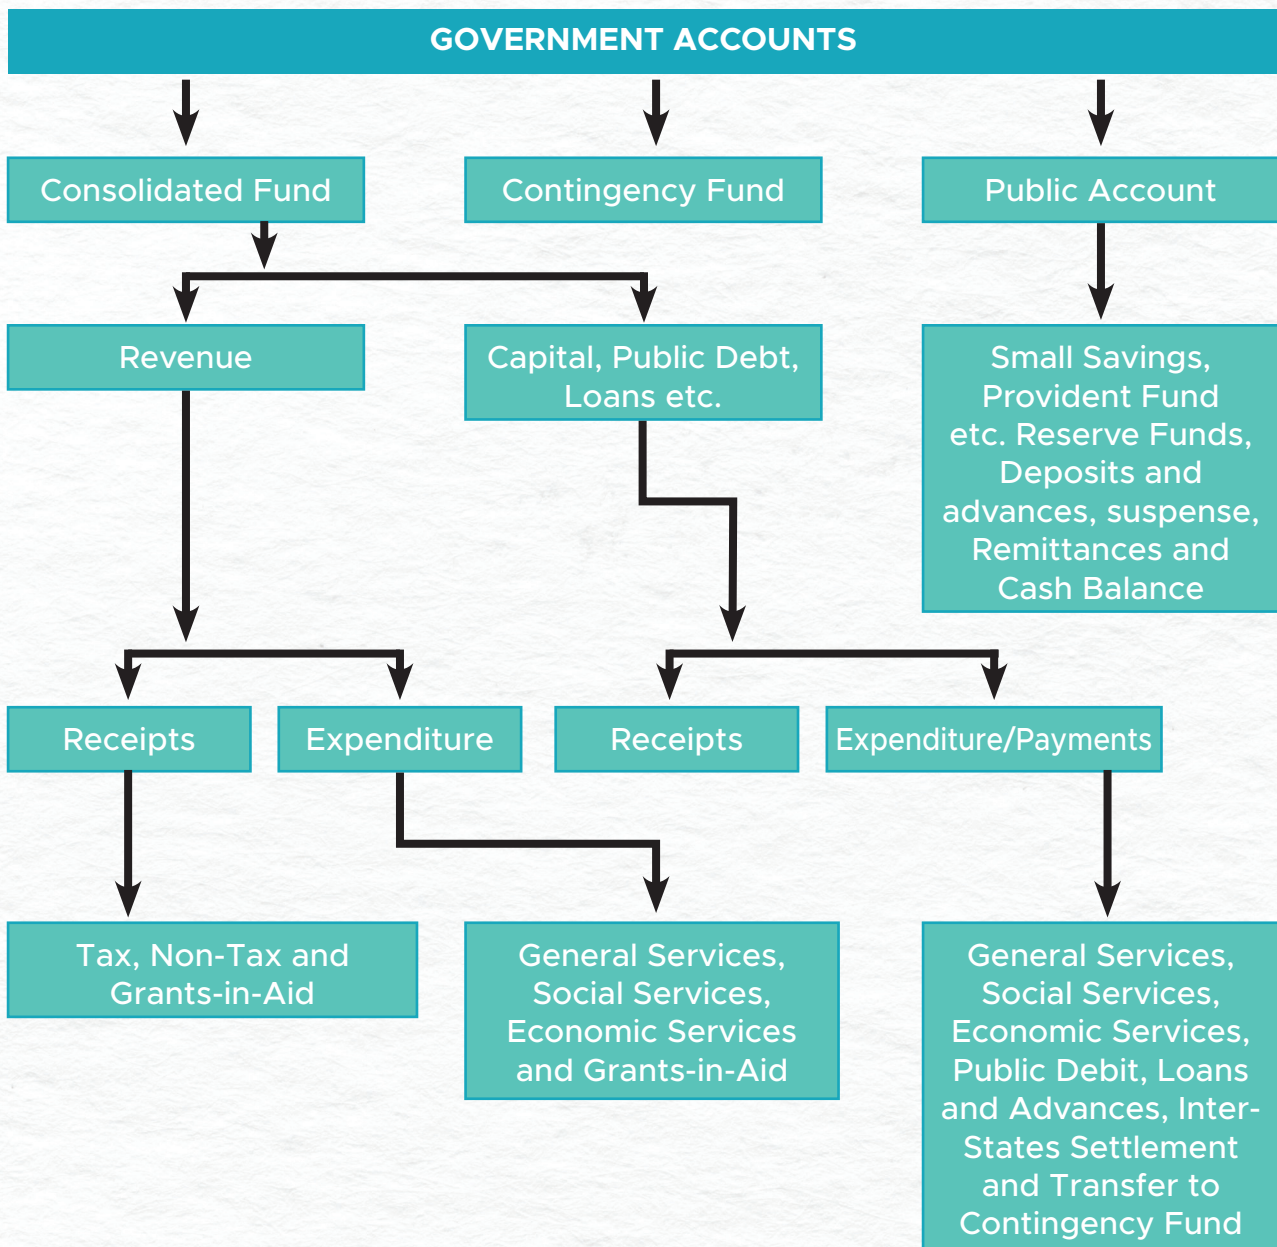 GOVERNMENT ACCOUNTS
Consolidated Fund
Contingency Fund
Public Account
Revenue
Capital, Public Debt,
Loans etc.
Small Savings,
Provident Fund
etc. Reserve Funds,
Deposits and
advances, suspense,
Remittances and
Cash Balance
Receipts
Expenditure
Receipts
Expenditure/Payments
Tax, Non-Tax and
Grants-in-Aid
General Services,
Social Services,
Economic Services
and Grants-in-Aid
General Services,
Social Services,
Economic Services,
Public Debit, Loans
and Advances, Inter-
States Settlement
and Transfer to
Contingency Fund